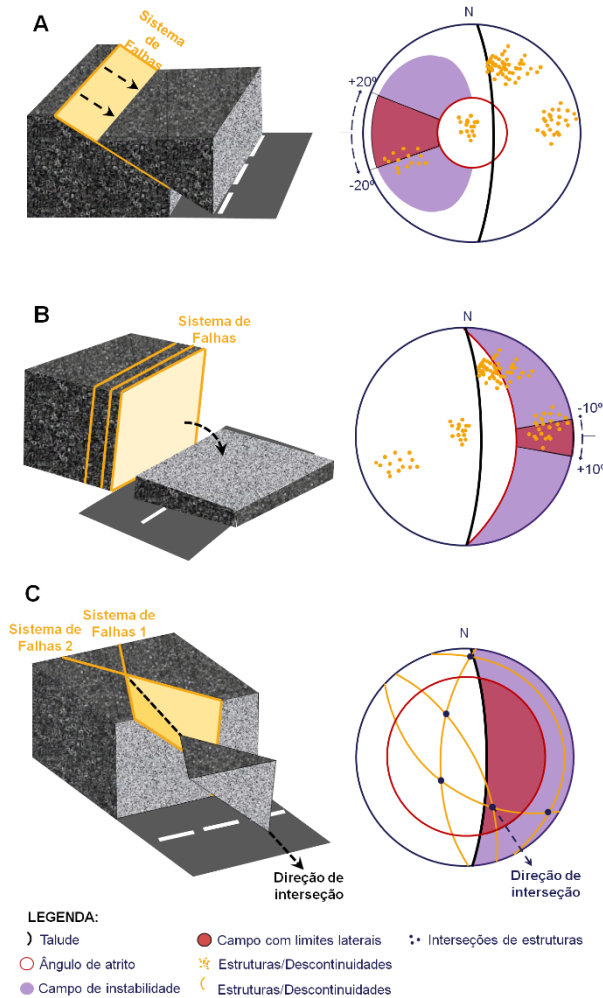 A
Sistema
de
Falhas
N
+20º
-20º
B
Sistema de
Falhas
N
-10º
+10º
C
Sistema de
Falhas 1
Sistema de
Falhas 2
N
Direção de
interseção
Direção de
interseção
LEGENDA:
Talude
Campo com limites laterais
Interseções de estruturas
Ângulo de atrito
Estruturas/Descontinuidades
Campo de instabilidade
Estruturas/Descontinuidades